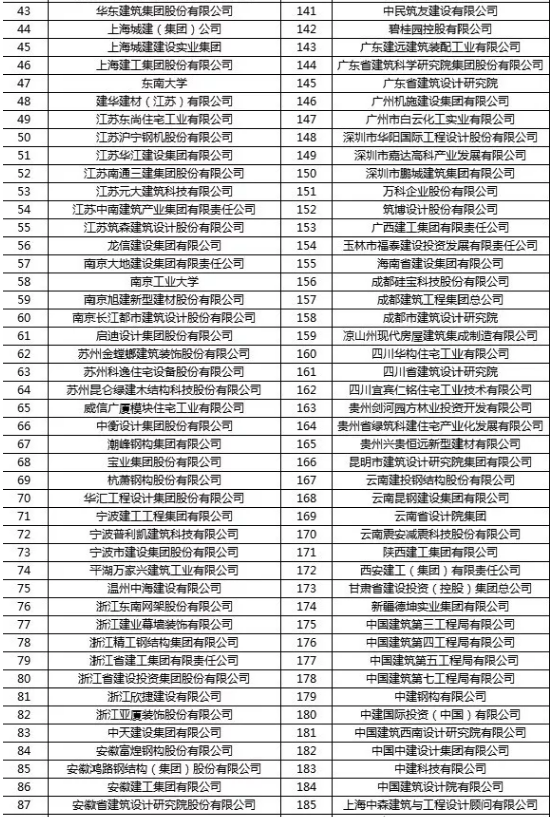 43 华东建筑集团股份有限公司 141 中民筑友建设有限公司
44 上海城建（集团）公司 142 碧桂园控股有限公司
45 上海城建建设实业集团 143 广东建远建筑装配工业有限公司
46 上海建工集团股份有限公司 144 广东省建筑科学研究院集团股份有限公司
47 东南大学 145 广东省建筑设计研究院
48 建华建材（江苏）有限公司 146 广州机施建设集团有限公司
49 江苏东尚住宅工业有限公司 147 广州市白云化工实业有限公司
50 江苏沪宁钢机股份有限公司 148 深圳市华阳国际工程设计股份有限公司
51 江苏华江建设集团有限公司 149 深圳市嘉达高科产业发展有限公司
52 江苏南通三建集团股份有限公司 150 深圳市鹏城建筑集团有限公司
53 江苏元大建筑科技有限公司 151 万科企业股份有限公司
54 江苏中南建筑产业集团有限责任公司 152 筑博设计股份有限公司
55 江苏筑森建筑设计股份有限公司 153 广西建工集团有限责任公司
56 龙信建设集团有限公司 154 玉林市福泰建设投资发展有限责任公司
57 南京大地建设集团有限责任公司 155 海南省建设集团有限公司
58 南京工业大学 156 成都硅宝科技股份有限公司
59 南京旭建新型建材股份有限公司 157 成都建筑工程集团总公司
60 南京长江都市建筑设计股份有限公司 158 成都市建筑设计研究院
61 启迪设计集团股份有限公司 159 凉山州现代房屋建筑集成制造有限公司
62 苏州金螳螂建筑装饰股份有限公司 160 四川华构住宅工业有限公司
63 苏州科逸住宅设备股份有限公司 161 四川省建筑设计研究院
64 苏州昆仑绿建木结构科技股份有限公司 162 四川宜宾仁铭住宅工业技术有限公司
65 威信广厦模块住宅工业有限公司 163 贵州剑河园方林业投资开发有限公司
66 中衡设计集团股份有限公司 164 贵州省绿筑科建住宅产业化发展有限公司
67 潮峰钢构集团有限公司 165 贵州兴贵恒远新型建材有限公司
68 宝业集团股份有限公司 166 昆明市建筑设计研究院集团有限公司
69 杭萧钢构股份有限公司 167 云南建投钢结构股份有限公司
70 华汇工程设计集团股份有限公司 168 云南昆钢建设集团有限公司
71 宁波建工工程集团有限公司 169 云南省设计院集团
72 宁波普利凯建筑科技有限公司 170 云南震安减震科技股份有限公司
73 宁波市建设集团股份有限公司 171 陕西建工集团有限公司
74 平湖万家兴建筑工业有限公司 172 西安建工（集团）有限责任公司
75 温州中海建设有限公司 173 甘肃省建设投资（控股）集团总公司
76 浙江东南网架股份有限公司 174 新疆德坤实业集团有限公司
77 浙江建业幕墙装饰有限公司 175 中国建筑第三工程局有限公司
78 浙江精工钢结构集团有限公司 176 中国建筑第四工程局有限公司
79 浙江省建工集团有限责任公司 177 中国建筑第五工程局有限公司
80 浙江省建设投资集团股份有限公司 178 中国建筑第七工程局有限公司
81 浙江欣捷建设有限公司 179 中建钢构有限公司
82 浙江亚厦装饰股份有限公司 180 中建国际投资（中国）有限公司
83 中天建设集团有限公司 181 中国建筑西南设计研究院有限公司
84 安徽富煌钢构股份有限公司 182 中国中建设计集团有限公司
85 安徽鸿路钢结构（集团）股份有限公司 183 中建科技有限公司
86 安徽建工集团有限公司 184 中国建筑设计院有限公司
87 安徽省建筑设计研究院股份有限公司 185 上海中森建筑与工程设计顾问有限公司